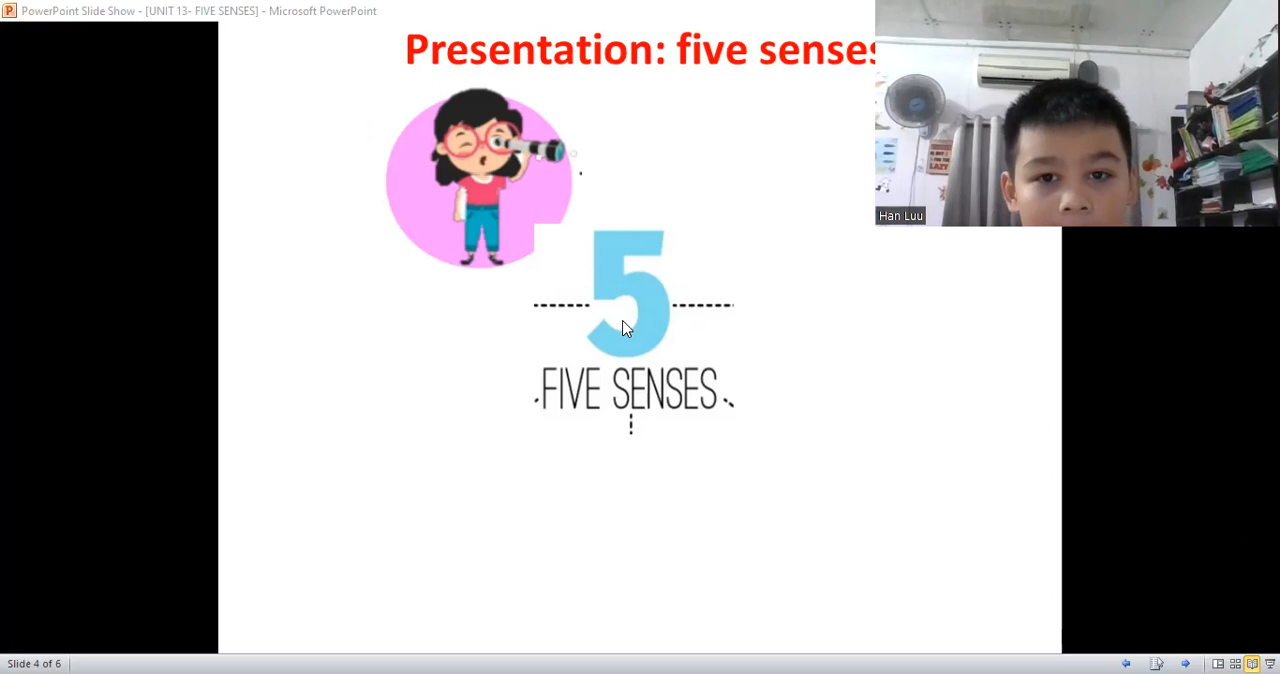 PowerPoint Slide Show - [UNIT 13- FIVE SENSES] - Microsoft PowerPoint
Presentation: five senses
Han Luu
5
FIVE SENSES
Slide 4 of 6